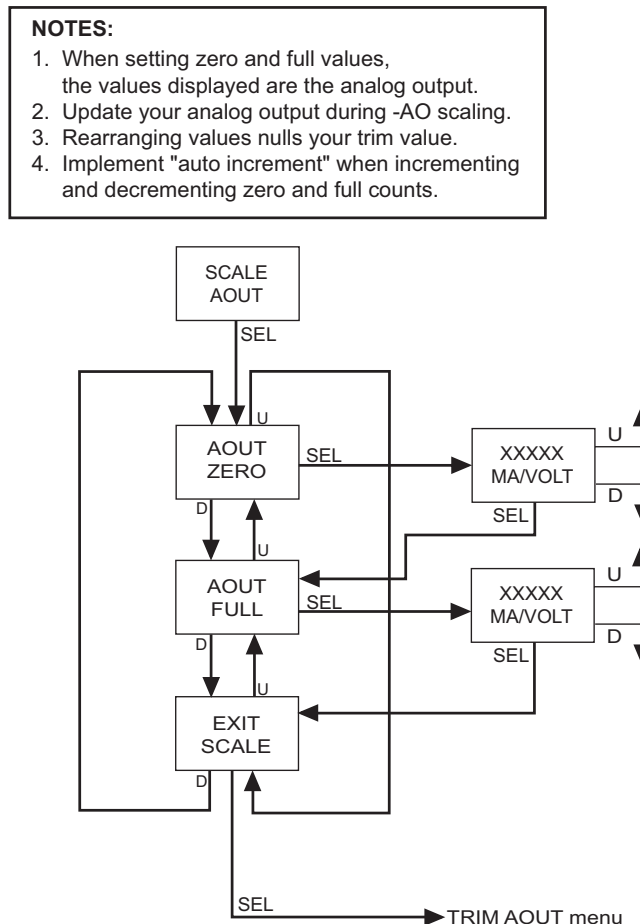 NOTES:
1. When setting zero and full values,
the values displayed are the analog output.
2. Update your analog output during -AO scaling.
3. Rearranging values nulls your trim value.
4. Implement "auto increment" when incrementing
and decrementing zero and full counts.
SCALE
AOUT
SEL
U
AOUT
ZERO
SEL
XXXXX
MA/VOLT
U
D
SEL
D
U
AOUT
FULL
SEL
XXXXX
MA/VOLT
U
D
SEL
D
U
EXIT
SCALE
D
SEL
TRIM AOUT menu